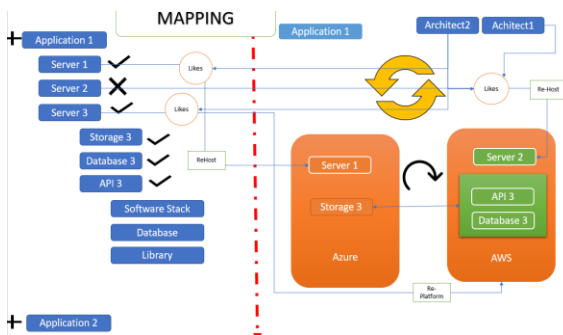 MAPPING
Application 1
Architect2
Achitect1
Application 1
Server 1
Likes
Server 2
Likes
Re-Host
Server 3
Likes
Storage 3
Database 3
ReHost
Server 1
Server 2
API 3
API 3
Software Stack
Storage 3
Database 3
Database
Library
Azure
AWS
Re-
Platform
Application 2